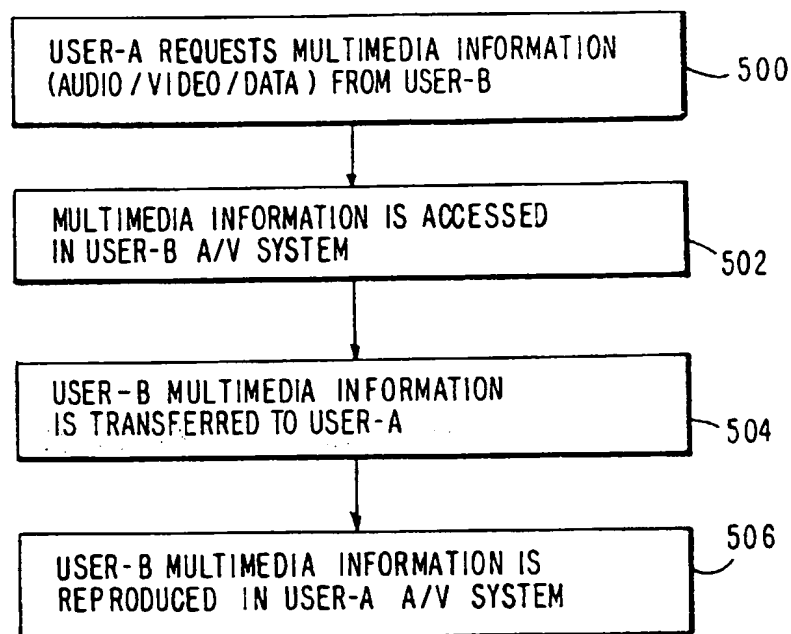 USER-A REQUESTS MULTIMEDIA INFORMATION
(AUDIO/VIDEO/DATA) FROM USER-B
500
MULTIMEDIA INFORMATION IS ACCESSED
IN USER-B A/V SYSTEM
502
USER-B MULTIMEDIA INFORMATION
IS TRANSFERRED TO USER-A
504
USER-B MULTIMEDIA INFORMATION IS
REPRODUCED IN USER-A A/V SYSTEM
506